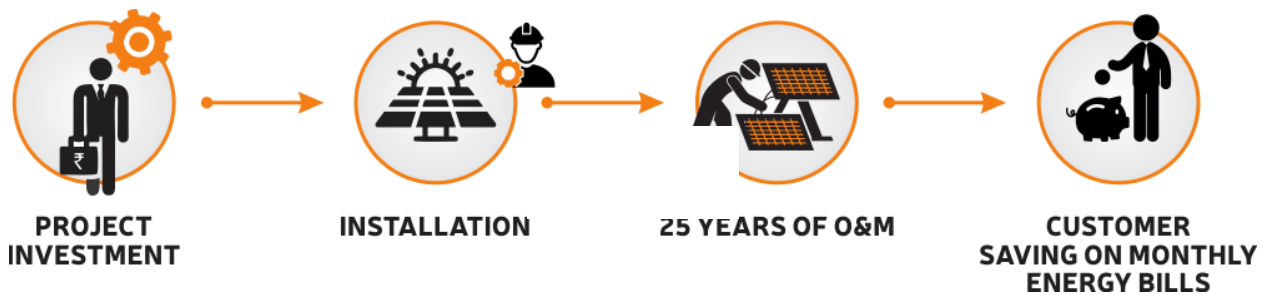 ₹
PROJECT
INVESTMENT
INSTALLATION
25 YEARS OF O&M
CUSTOMER
SAVING ON MONTHLY
ENERGY BILLS